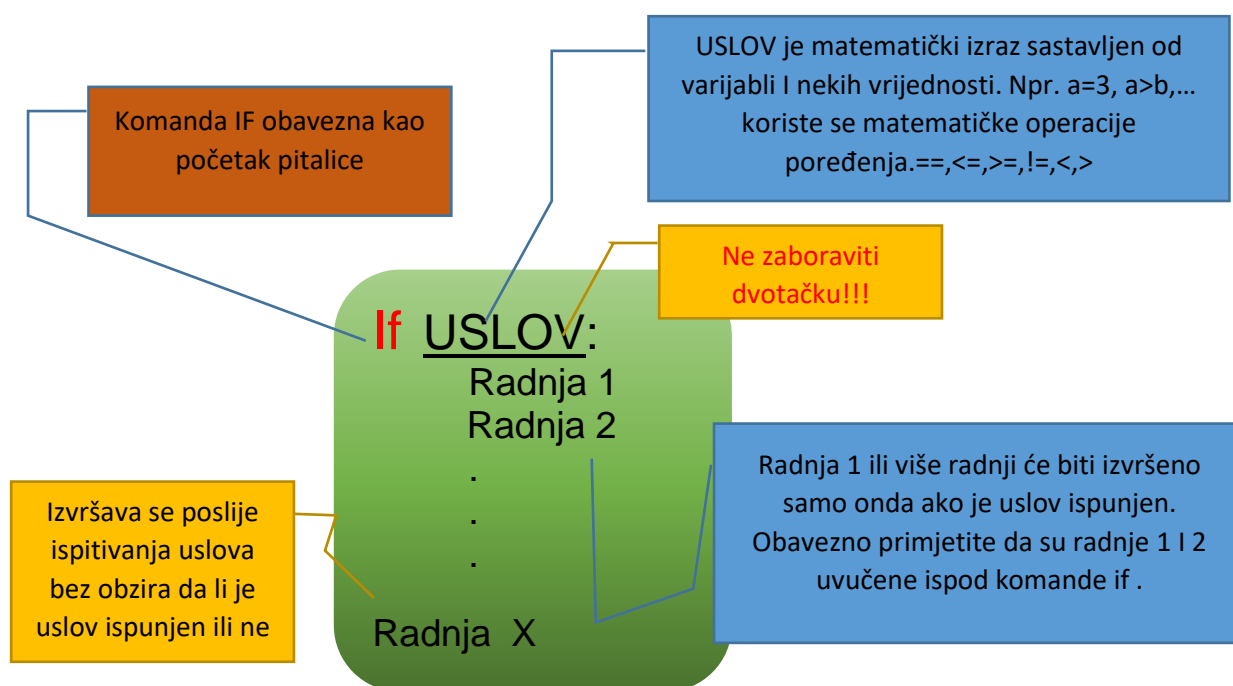 USLOV je matematički izraz sastavljen od
varijabli I nekih vrijednosti. Npr. a=3, a>b,...
koriste se matematičke operacije
poređenja.==,<=,>=,!=,<,>
Komanda IF obavezna kao
početak pitalice
Ne zaboraviti
dvotačku!!!
If USLOV:
Radnja 1
Radnja 2
.
.
.
Radnja X
Radnja 1 ili više radnji će biti izvršeno
samo onda ako je uslov ispunjen.
Obavezno primjetite da su radnje 1 I 2
uvučene ispod komande if .
Izvršava se poslije
ispitivanja uslova
bez obzira da li je
uslov ispunjen ili ne